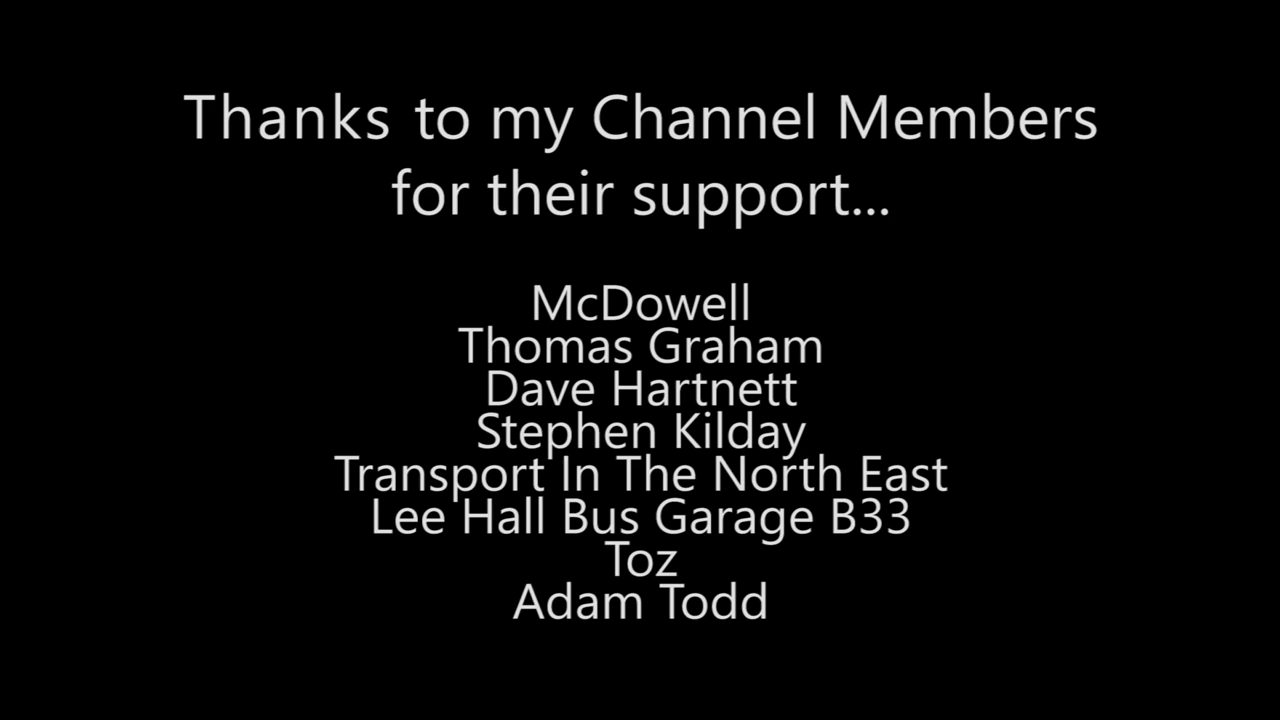 Thanks to my Channel Members
for their support...
McDowell
Thomas Graham
Dave Hartnett
Stephen Kilday
Transport In The North East
Lee Hall Bus Garage B33
Toz
Adam Todd